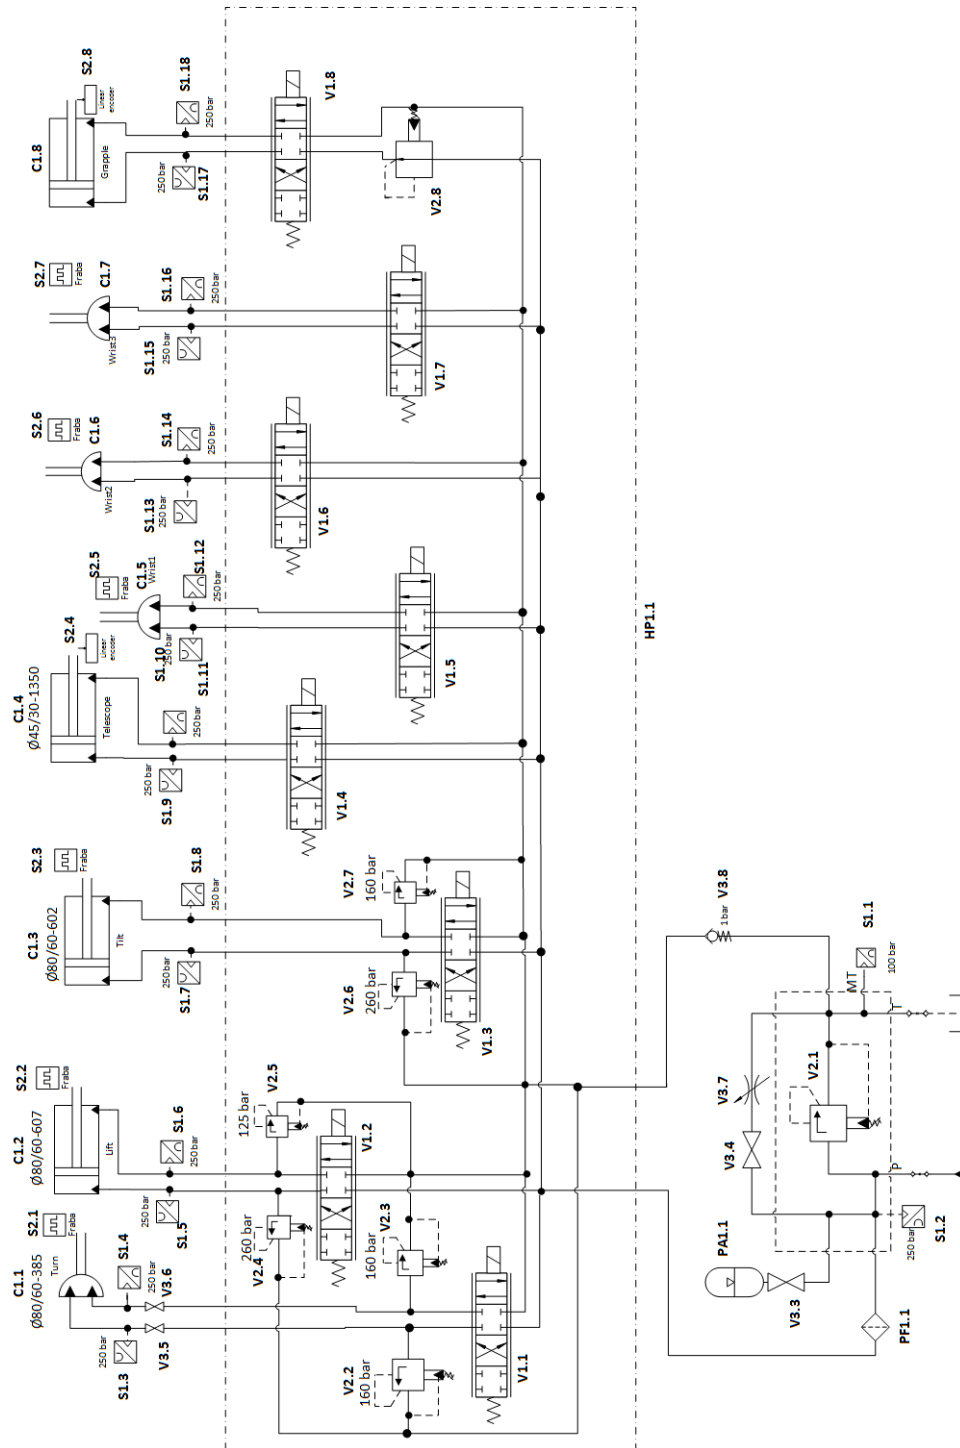 C1.1
Ø80/60-385
Turn
S2.1
Fraba
S1.3
250 bar
S1.4
250 bar
V3.6
V3.5
C1.2
Ø80/60-607
Lift
S2.2
Fraba
S1.5
250 bar
S1.6
250 bar
V2.4
260 bar
V2.5
125 bar
V1.2
V2.3
160 bar
V2.2
160 bar
V1.1
C1.3
Ø80/60-602
Tilt
S2.3
Fraba
S1.7
250 bar
S1.8
250 bar
V2.6
260 bar
V2.7
160 bar
V1.3
C1.4
Ø45/30-1350
Telescope
S2.4
Linear
encoder
S1.9
250 bar
S1.10
250 bar
V1.4
C1.5
Wrist1
S2.5
Fraba
S1.11
250 bar
S1.12
250 bar
V1.5
C1.6
Wrist2
S2.6
Fraba
S1.13
250 bar
S1.14
250 bar
V1.6
C1.7
Wrist3
S2.7
Fraba
S1.15
250 bar
S1.16
250 bar
V1.7
C1.8
Grapple
S2.8
Linear
encoder
S1.17
250 bar
S1.18
250 bar
V1.8
V2.8
HP1.1
V3.8
1 bar
S1.1
100 bar
MT
T
V2.1
V3.7
V3.4
P
PA1.1
V3.3
S1.2
250 bar
PF1.1